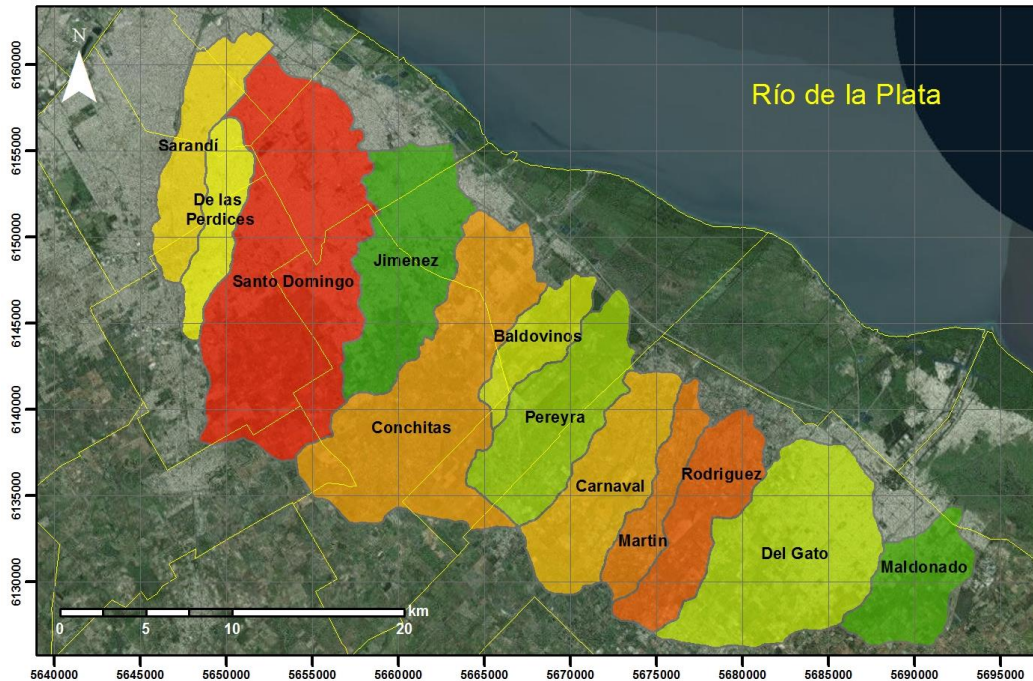 N
Río de la Plata
Sarandí
De las
Perdices
Santo Domingo
Jimenez
Baldovinos
Conchitas
Pereyra
Carnaval
Rodriguez
Martin
Del Gato
Maldonado
km
0 5 10 20
6160000
6155000
6150000
6145000
6140000
6135000
6130000
5640000 5645000 5650000 5655000 5660000 5665000 5670000 5675000 5680000 5685000 5690000 5695000